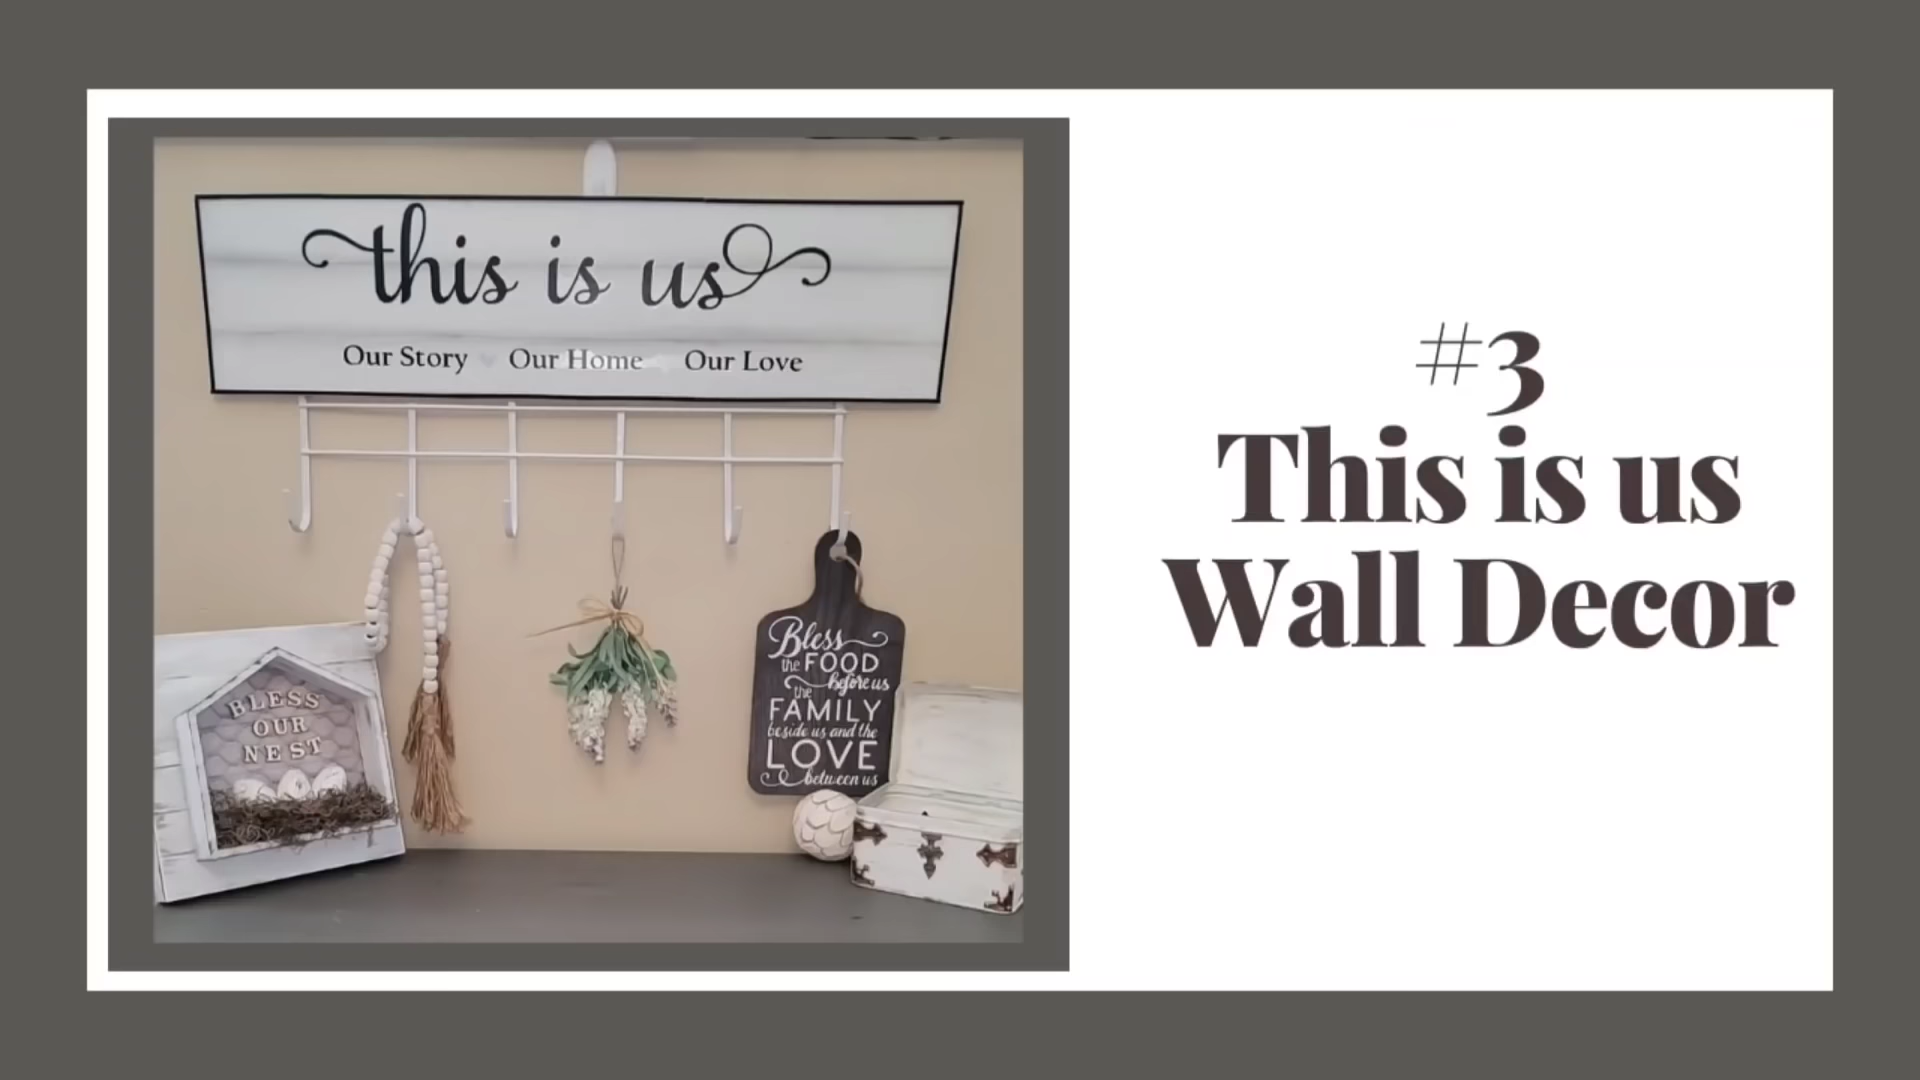 this is us
Our Story Our Home Our Love
BLESS
OUR
NEST
Bless
the FOOD
before us
the
FAMILY
beside us and the
LOVE
between us
#3
This is us
Wall Decor